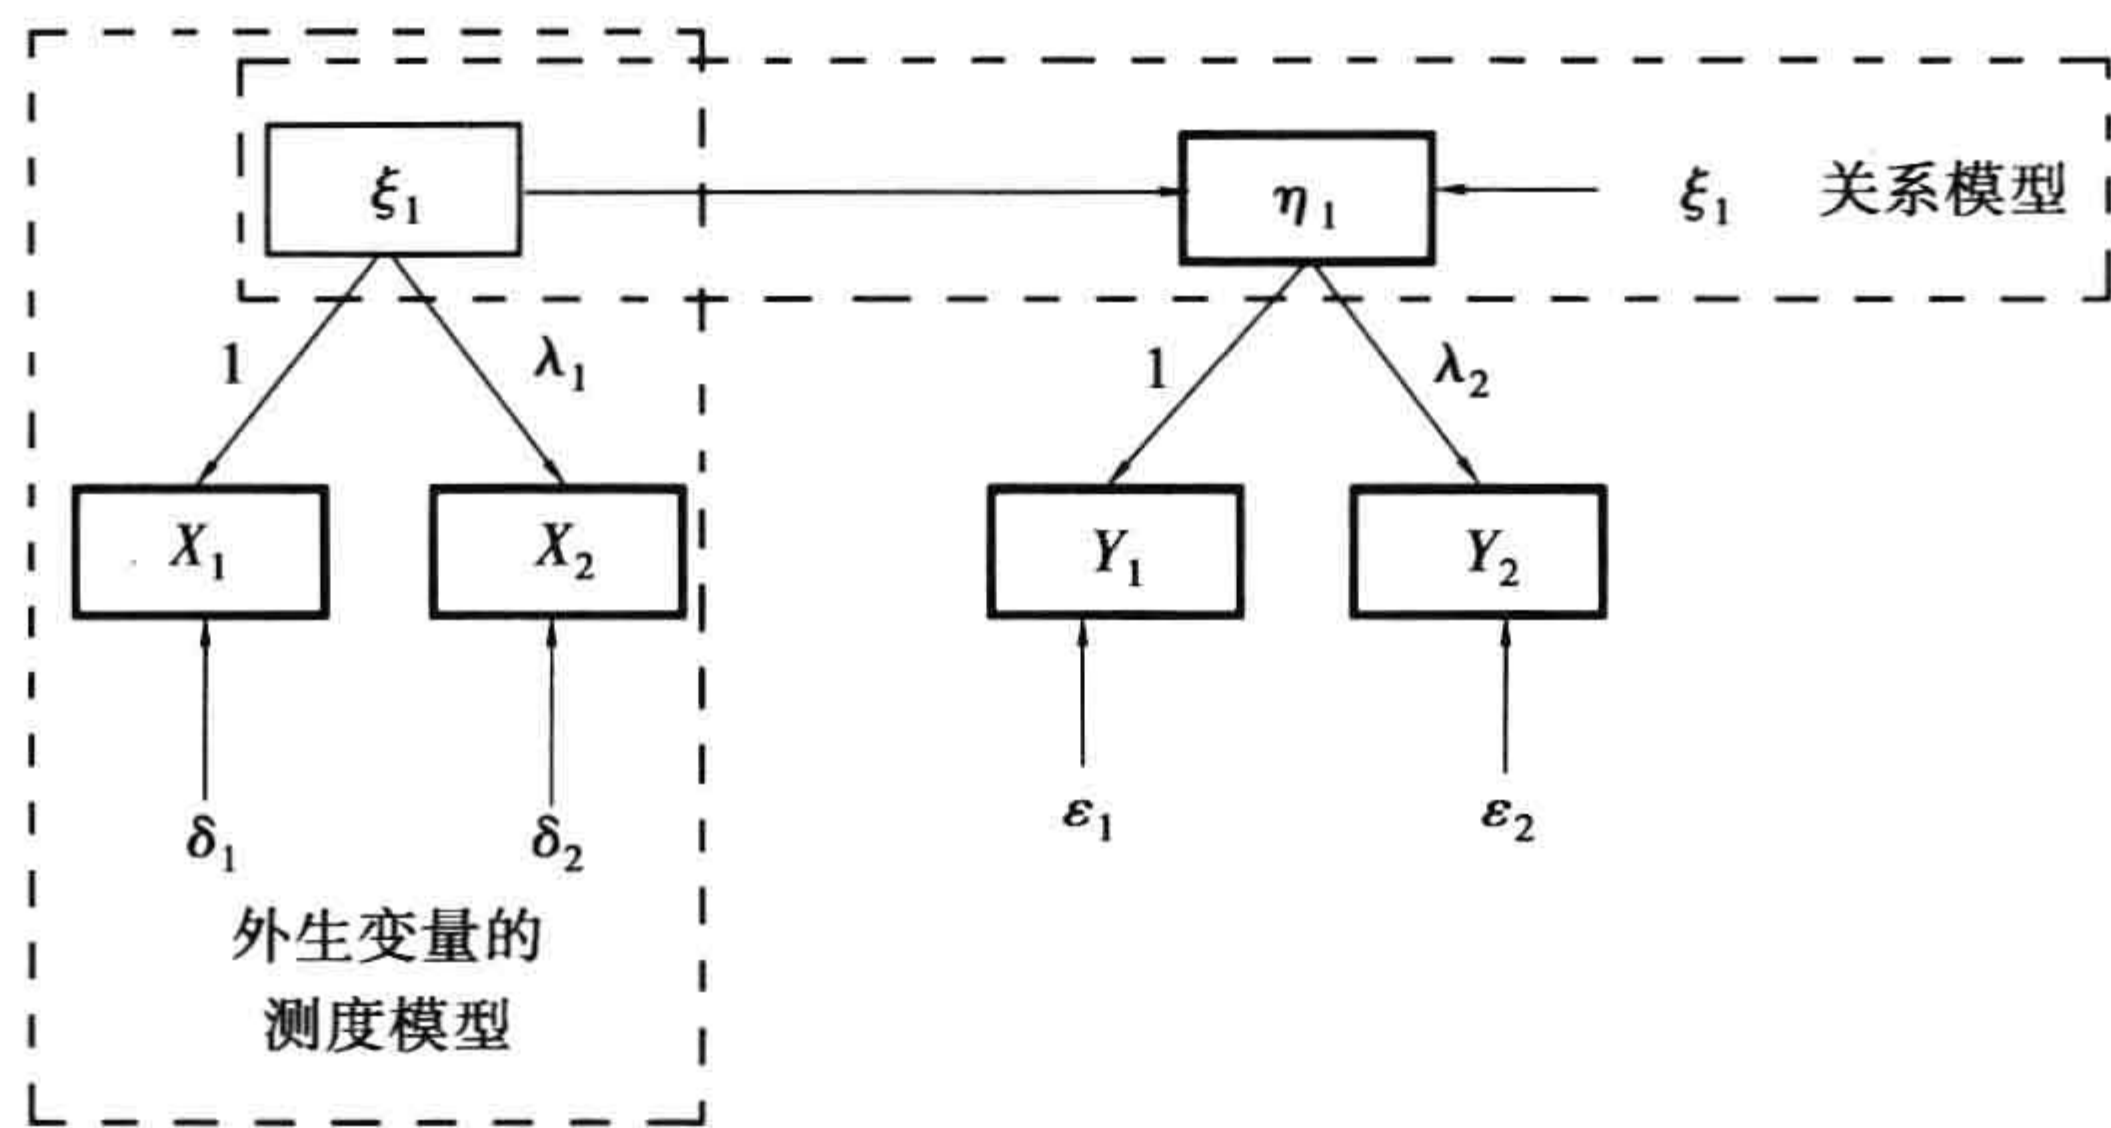 ξ₁
η₁
ξ₁ 关系模型
1
λ₁
1
λ₂
X₁
X₂
Y₁
Y₂
δ₁
δ₂
ε₁
ε₂
外生变量的
测度模型